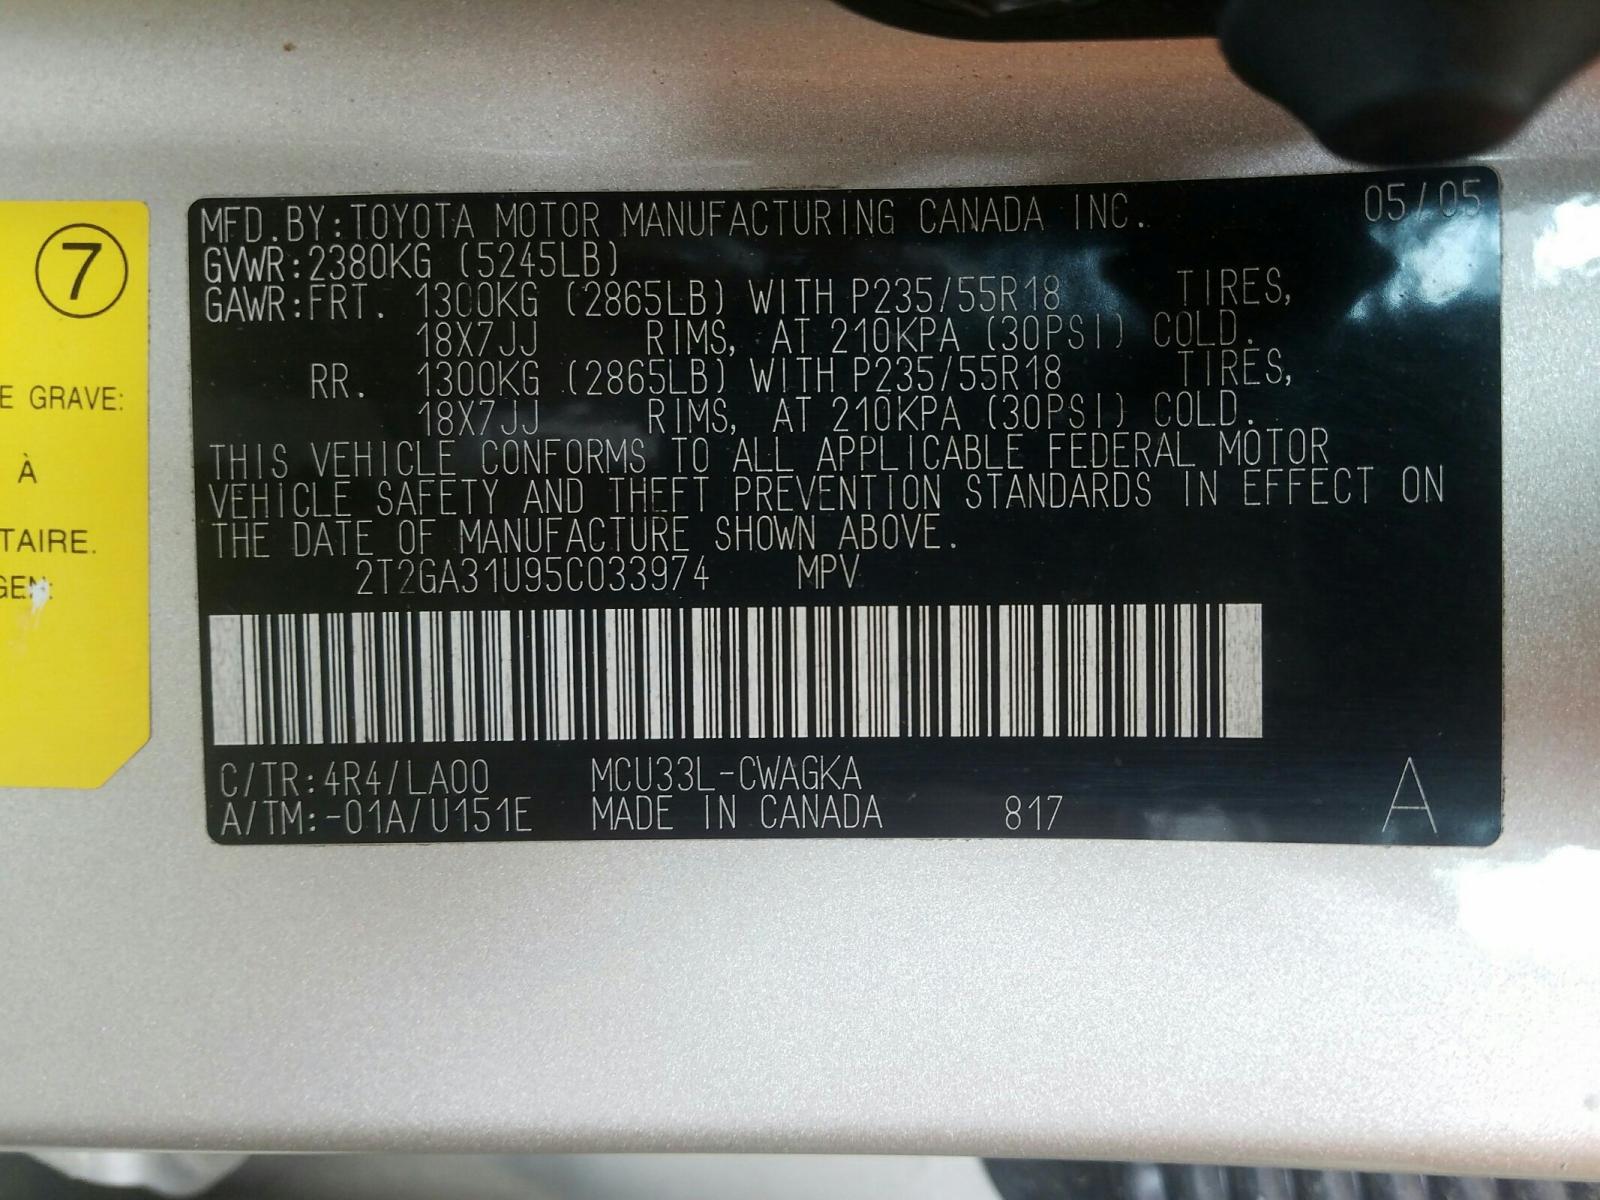 7
E GRAVE:
À
TAIRE.
GEN:
MFD.BY:TOYOTA MOTOR MANUFACTURING CANADA INC. 05/05
GVWR:2380KG (5245LB)
GAWR:FRT. 1300KG (2865LB) WITH P235/55R18 TIRES,
18X7JJ RIMS, AT 210KPA (30PSI) COLD.
RR. 1300KG (2865LB) WITH P235/55R18 TIRES,
18X7JJ RIMS, AT 210KPA (30PSI) COLD.
THIS VEHICLE CONFORMS TO ALL APPLICABLE FEDERAL MOTOR
VEHICLE SAFETY AND THEFT PREVENTION STANDARDS IN EFFECT ON
THE DATE OF MANUFACTURE SHOWN ABOVE.
2T2GA31U95C033974 MPV
C/TR:4R4/LA00 MCU33L-CWAGKA
A/TM:-01A/U151E MADE IN CANADA 817 A